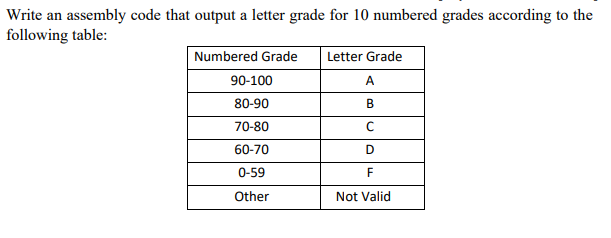 Write an assembly code that output a letter grade for 10 numbered grades according to the
following table:
Numbered Grade Letter Grade
90-100 A
80-90 B
70-80 C
60-70 D
0-59 F
Other Not Valid